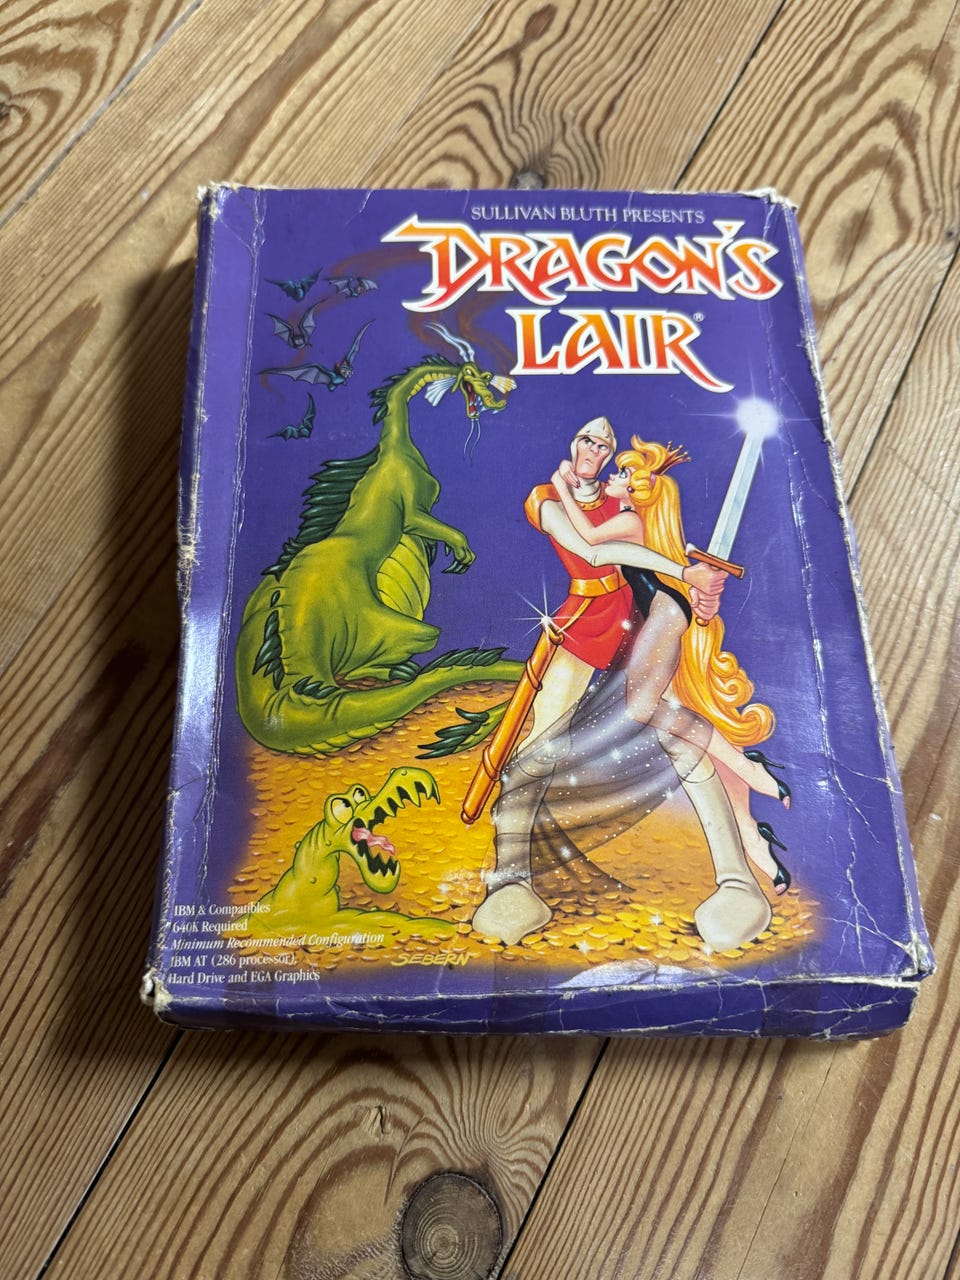 SULLIVAN BLUTH PRESENTS
DRAGON'S
LAIR®
IBM & Compatibles
640K Required
Minimum Recommended Configuration
IBM AT (286 processor),
Hard Drive and EGA Graphics
SEBERN